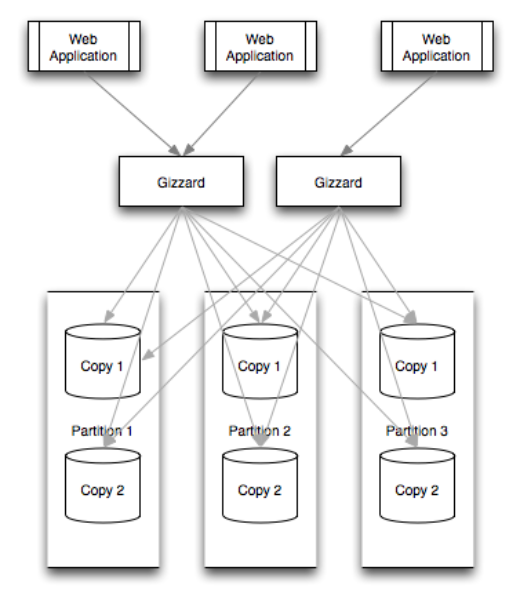 Web
Application
Web
Application
Web
Application
Gizzard
Gizzard
Copy 1
Copy 1
Copy 1
Partition 1
Partition 2
Partition 3
Copy 2
Copy 2
Copy 2